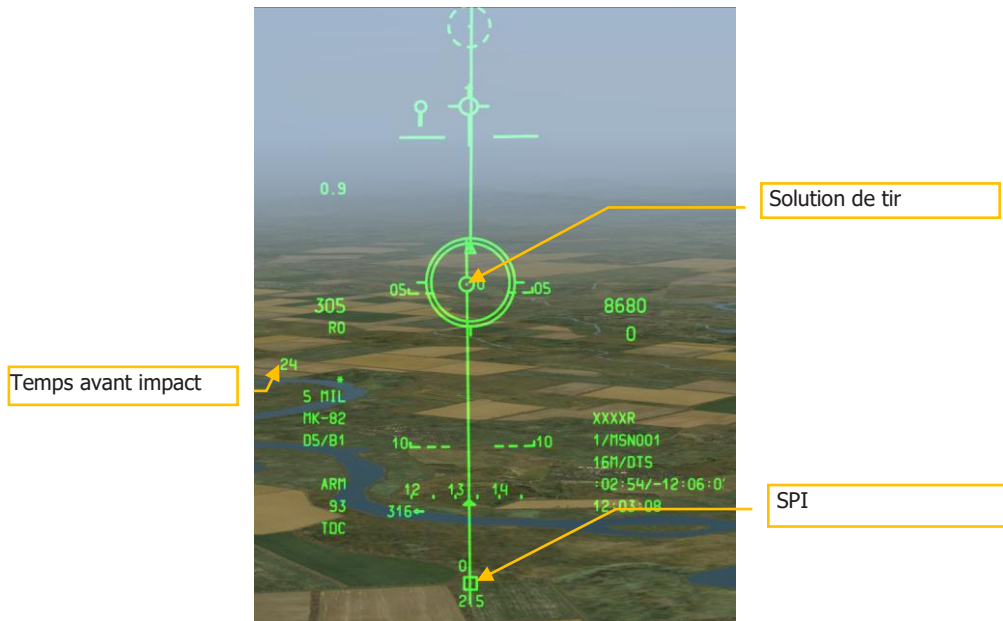 0.9
Solution de tir
05 0 05
305 8680
R0 0
24
Temps avant impact
*
5 MIL
MK-82 XXXXR
D5/B1 10 10 1/MSN001
16M/DTS
ARM 12 . 13 . 14 . :02:54/-12:06:0
93 316 12:03:08
SPI
TDC
0